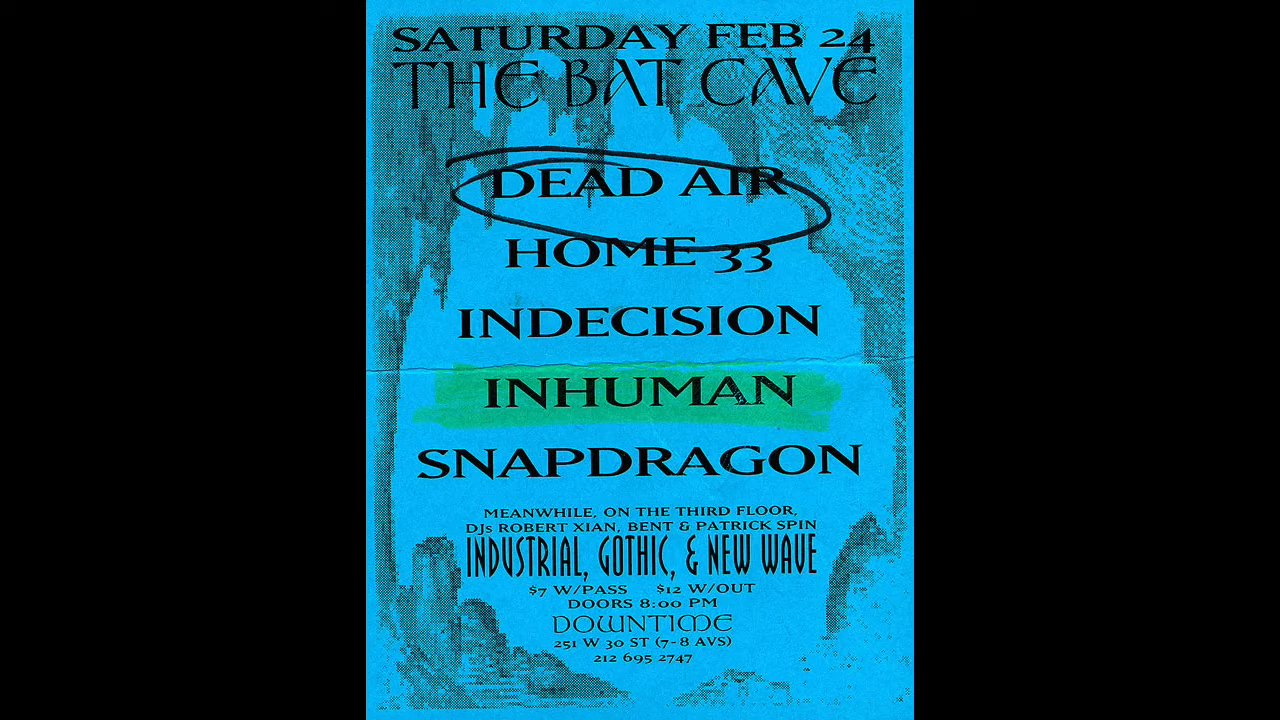 SATURDAY FEB 24
THE BAT CAVE
DEAD AIR
HOME 33
INDECISION
INHUMAN
SNAPDRAGON
MEANWHILE, ON THE THIRD FLOOR,
DJs ROBERT XIAN, BENT & PATRICK SPIN
INDUSTRIAL, GOTHIC, & NEW WAVE
$7 W/PASS $12 W/OUT
DOORS 8:00 PM
DOWNTIME
251 W 30 ST (7-8 AVS)
212 695 2747